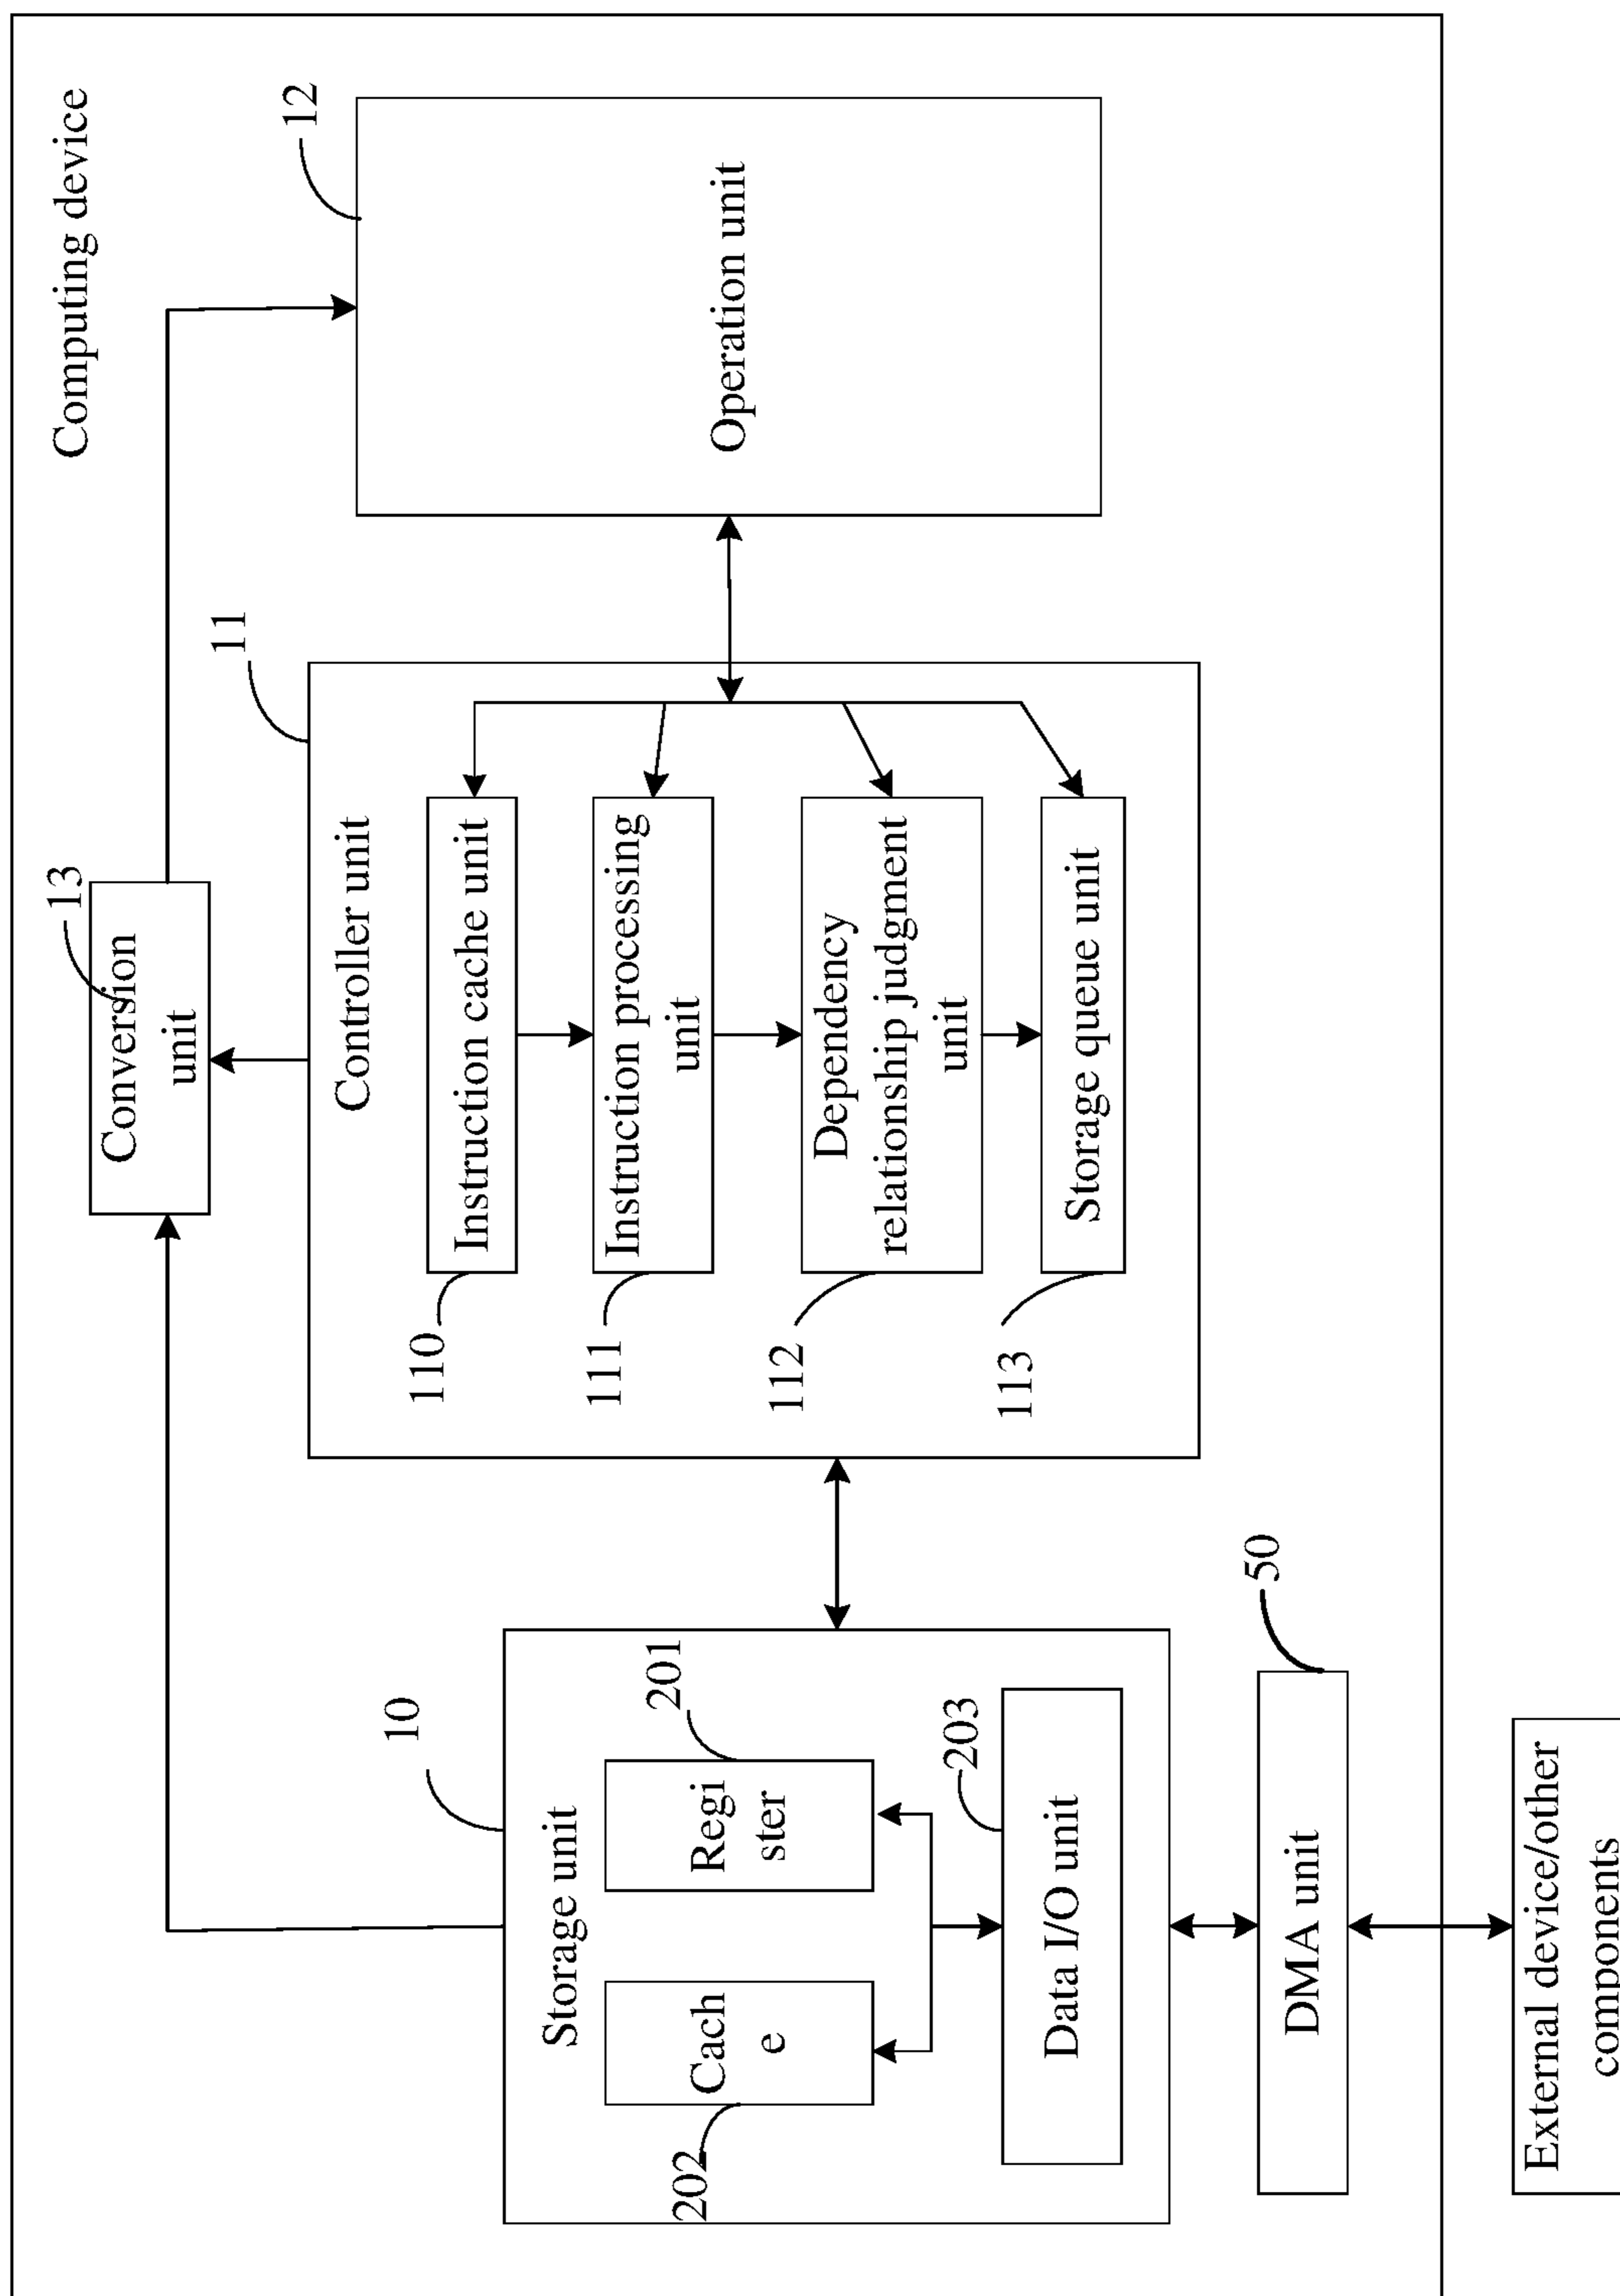 Computing device
13
Conversion
unit
11
12
Controller unit
Operation unit
110
Instruction cache unit
111
Instruction processing
unit
112
Dependency
relationship judgment
unit
113
Storage queue unit
10
Storage unit
202
Cach
e
201
Regi
ster
203
Data I/O unit
50
DMA unit
External device/other
components